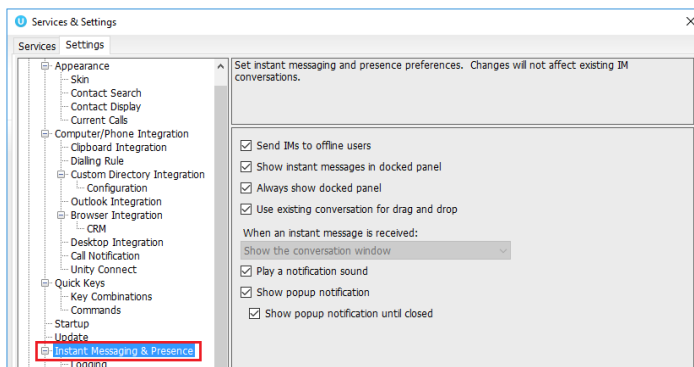 Services & Settings
Services Settings
Appearance
Skin
Contact Search
Contact Display
Current Calls
Computer/Phone Integration
Clipboard Integration
Dialling Rule
Custom Directory Integration
Configuration
Outlook Integration
Browser Integration
CRM
Desktop Integration
Call Notification
Unity Connect
Quick Keys
Key Combinations
Commands
Startup
Update
Instant Messaging & Presence
Logging
Set instant messaging and presence preferences. Changes will not affect existing IM
conversations.
Send IMs to offline users
Show instant messages in docked panel
Always show docked panel
Use existing conversation for drag and drop
When an instant message is received:
Show the conversation window
Play a notification sound
Show popup notification
Show popup notification until closed